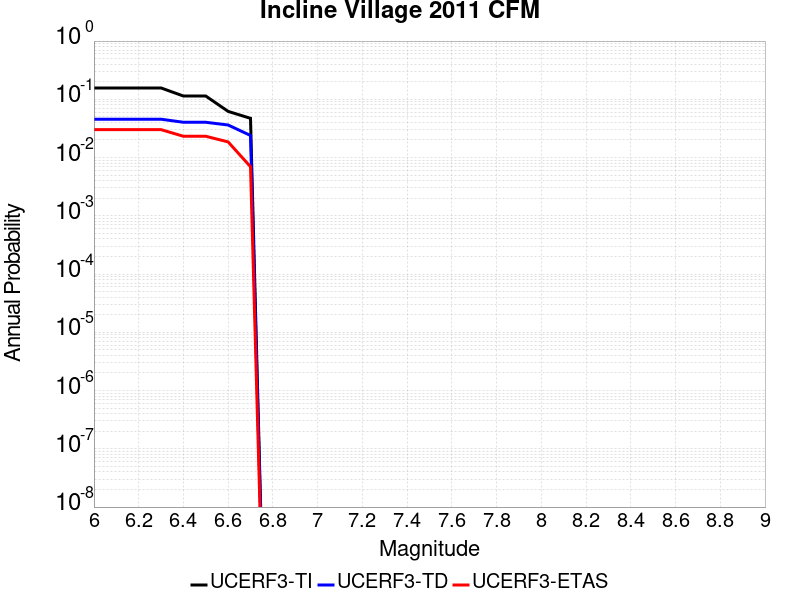 Incline Village 2011 CFM
10^0
10^-1
10^-2
10^-3
10^-4
10^-5
10^-6
10^-7
10^-8
Annual Probability
6 6.2 6.4 6.6 6.8 7 7.2 7.4 7.6 7.8 8 8.2 8.4 8.6 8.8 9
Magnitude
UCERF3-TI UCERF3-TD UCERF3-ETAS